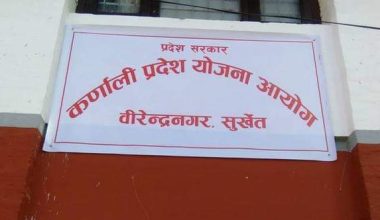 प्रदेश सरकार
कर्णाली प्रदेश योजना आयोग
वीरेन्द्रनगर, सुर्खेत